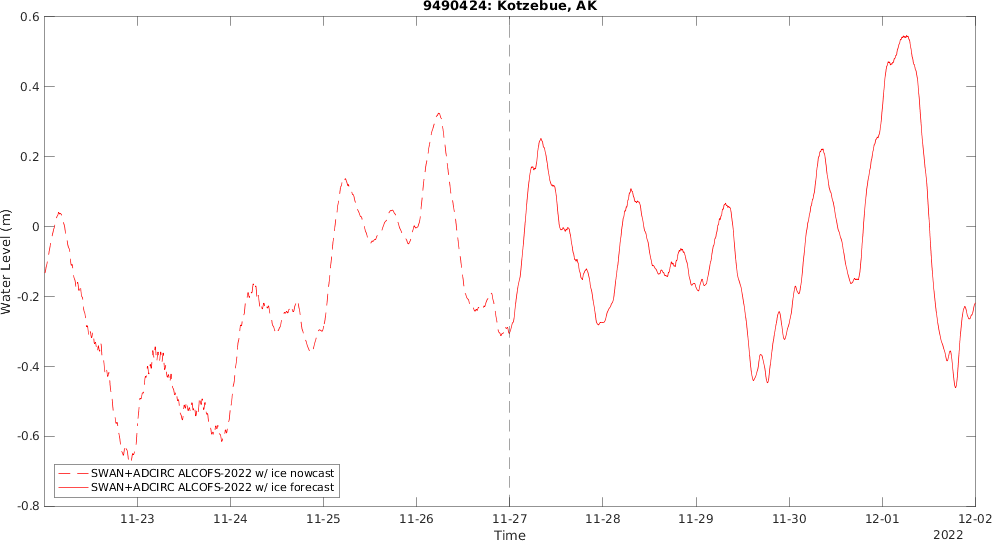 9490424: Kotzebue, AK
0.6
0.4
0.2
0
-0.2
-0.4
-0.6
-0.8
Water Level (m)
SWAN+ADCIRC ALCOFS-2022 w/ ice nowcast
SWAN+ADCIRC ALCOFS-2022 w/ ice forecast
11-23 11-24 11-25 11-26 11-27 11-28 11-29 11-30 12-01 12-02
Time
2022